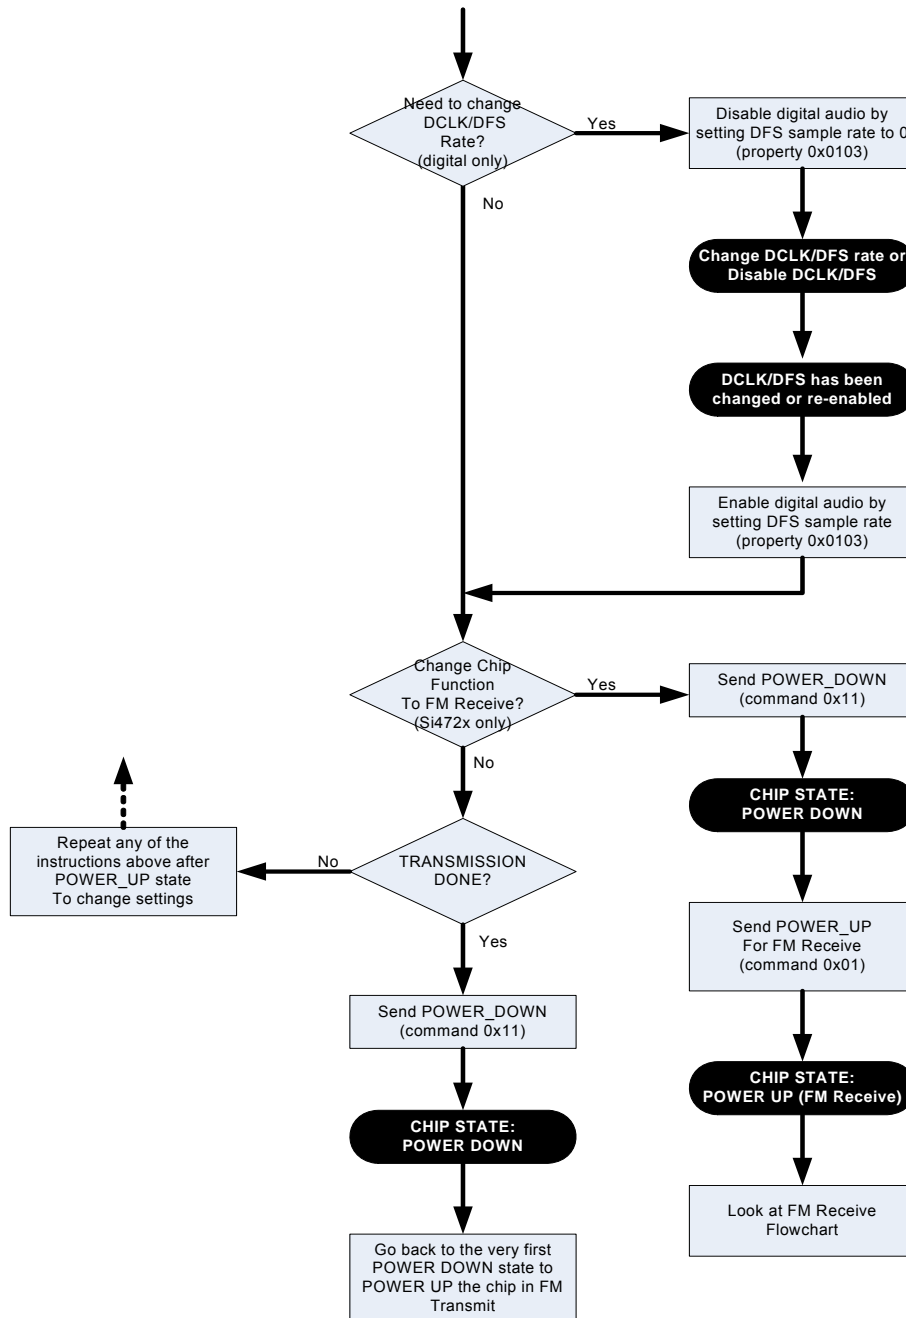 Need to change
DCLK/DFS
Rate?
(digital only)
Yes
No
Disable digital audio by
setting DFS sample rate to 0
(property 0x0103)
Change DCLK/DFS rate or
Disable DCLK/DFS
DCLK/DFS has been
changed or re-enabled
Enable digital audio by
setting DFS sample rate
(property 0x0103)
Change Chip
Function
To FM Receive?
(Si472x only)
Yes
No
Send POWER_DOWN
(command 0x11)
CHIP STATE:
POWER DOWN
Send POWER_UP
For FM Receive
(command 0x01)
CHIP STATE:
POWER UP (FM Receive)
Look at FM Receive
Flowchart
TRANSMISSION
DONE?
No
Repeat any of the
instructions above after
POWER_UP state
To change settings
Yes
Send POWER_DOWN
(command 0x11)
CHIP STATE:
POWER DOWN
Go back to the very first
POWER DOWN state to
POWER UP the chip in FM
Transmit